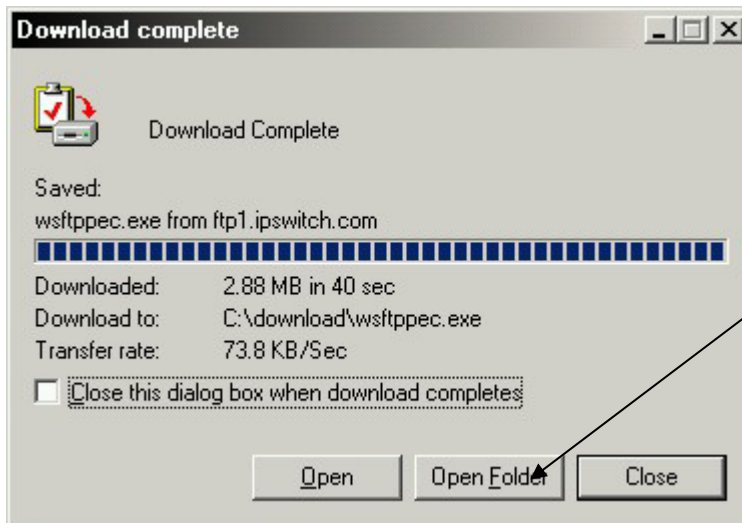 Download complete
Download Complete
Saved:
wsftppec.exe from ftp1.ipswitch.com
Downloaded: 2.88 MB in 40 sec
Download to: C:\download\wsftppec.exe
Transfer rate: 73.8 KB/Sec
Close this dialog box when download completes
Open Open Folder Close